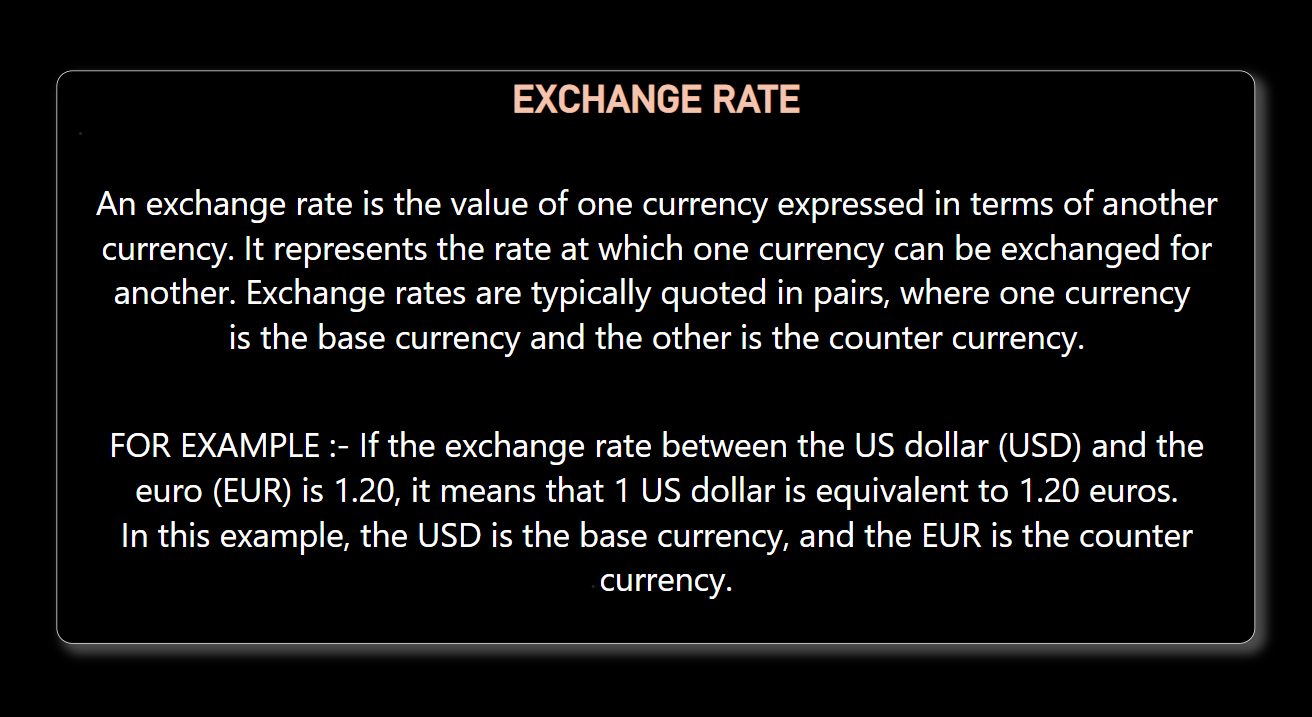 EXCHANGE RATE
An exchange rate is the value of one currency expressed in terms of another
currency. It represents the rate at which one currency can be exchanged for
another. Exchange rates are typically quoted in pairs, where one currency
is the base currency and the other is the counter currency.
FOR EXAMPLE :- If the exchange rate between the US dollar (USD) and the
euro (EUR) is 1.20, it means that 1 US dollar is equivalent to 1.20 euros.
In this example, the USD is the base currency, and the EUR is the counter
currency.